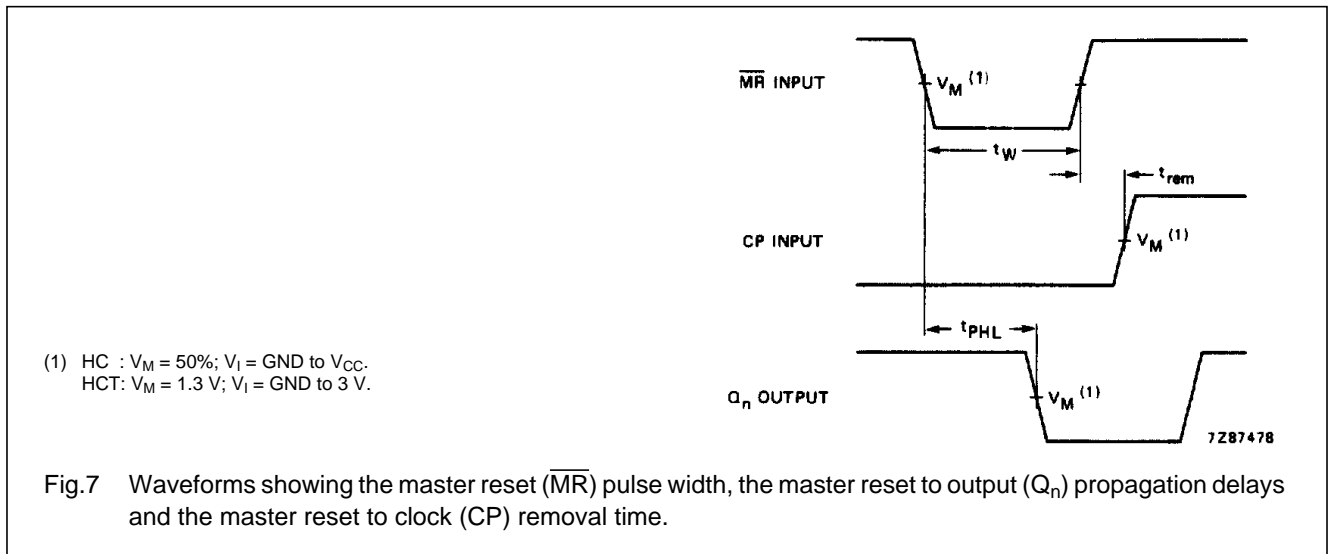 M̅R̅ INPUT
V_M (1)
t_W
t_rem
CP INPUT
V_M (1)
t_PHL
Q_n OUTPUT
V_M (1)
7Z87478
(1) HC : V_M = 50%; V_I = GND to V_CC.
HCT: V_M = 1.3 V; V_I = GND to 3 V.
Fig.7 Waveforms showing the master reset (M̅R̅) pulse width, the master reset to output (Q_n) propagation delays
and the master reset to clock (CP) removal time.